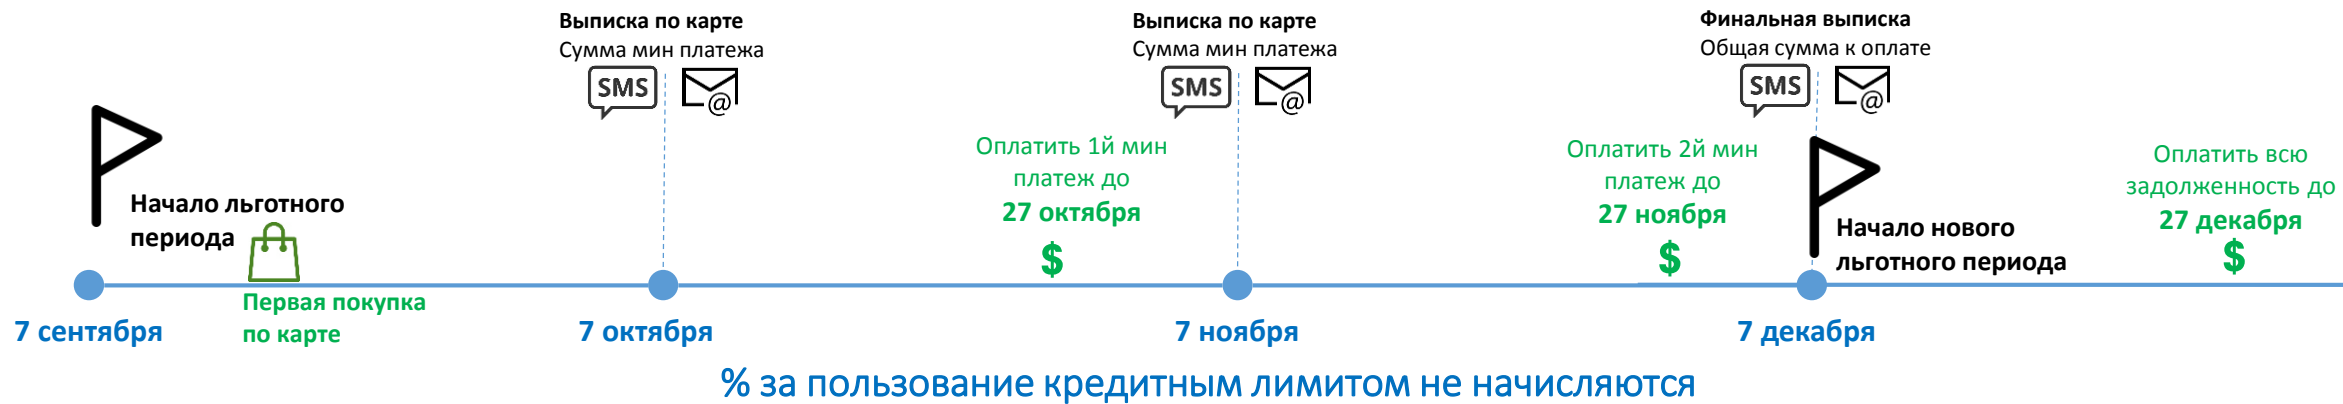 Выписка по карте
Сумма мин платежа
SMS
@
Выписка по карте
Сумма мин платежа
SMS
@
Финальная выписка
Общая сумма к оплате
SMS
@
Начало льготного
периода
Первая покупка
по карте
Оплатить 1й мин
платеж до
27 октября
$
Оплатить 2й мин
платеж до
27 ноября
$
Начало нового
льготного периода
Оплатить всю
задолженность до
27 декабря
$
7 сентября
7 октября
7 ноября
7 декабря
% за пользование кредитным лимитом не начисляются